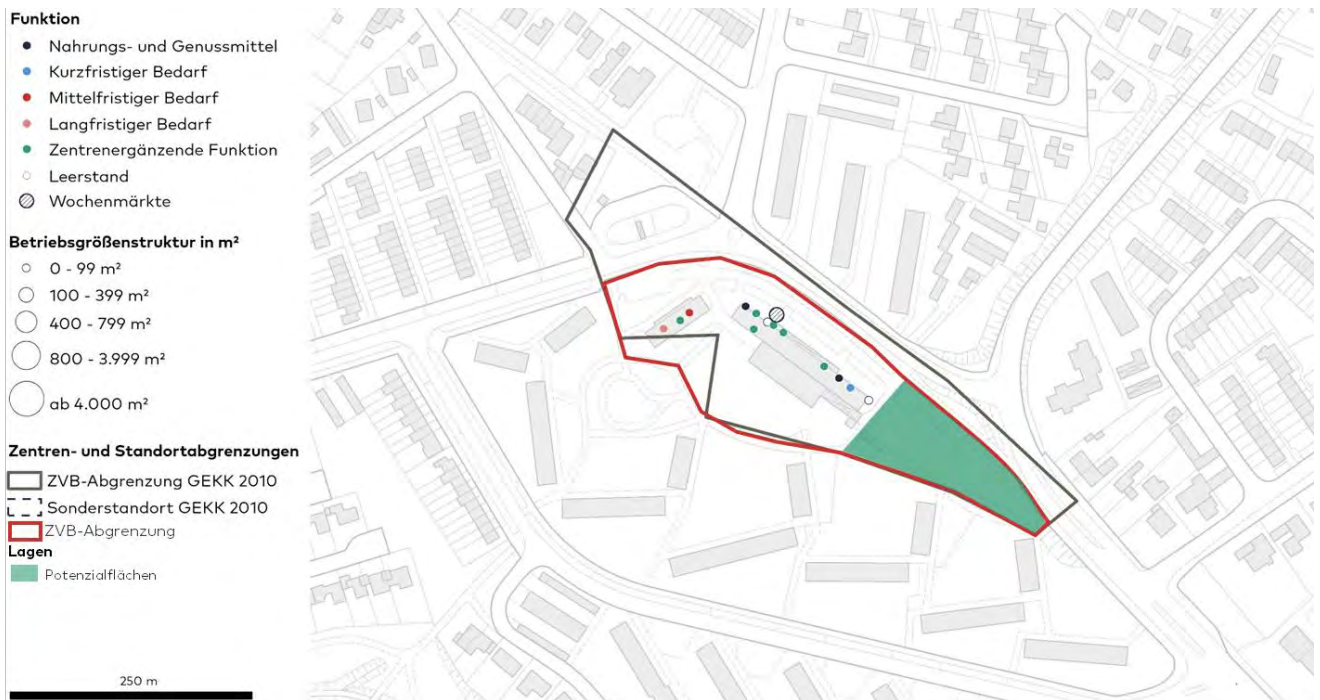 Funktion
Nahrungs- und Genussmittel
Kurzfristiger Bedarf
Mittelfristiger Bedarf
Langfristiger Bedarf
Zentrenergänzende Funktion
Leerstand
Wochenmärkte
Betriebsgrößenstruktur in m²
0 - 99 m²
100 - 399 m²
400 - 799 m²
800 - 3.999 m²
ab 4.000 m²
Zentren- und Standortabgrenzungen
ZVB-Abgrenzung GEKK 2010
Sonderstandort GEKK 2010
ZVB-Abgrenzung
Lagen
Potenzialflächen
250 m